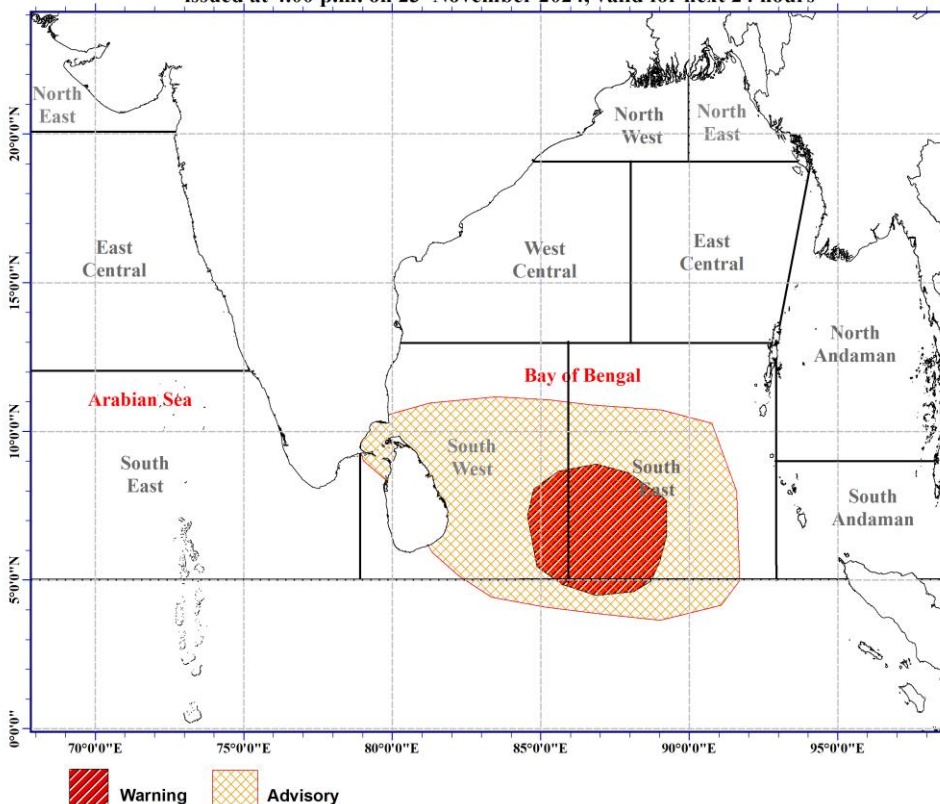 issued at 4.00 p.m. on 25 November 2024, valid for next 24 hours
North
East
North
West
North
East
East
Central
West
Central
East
Central
North
Andaman
Bay of Bengal
Arabian Sea
South
East
South
West
South
East
South
Andaman
20°0'0"N
15°0'0"N
10°0'0"N
5°0'0"N
0°0'0"
70°0'0"E
75°0'0"E
80°0'0"E
85°0'0"E
90°0'0"E
95°0'0"E
Warning
Advisory